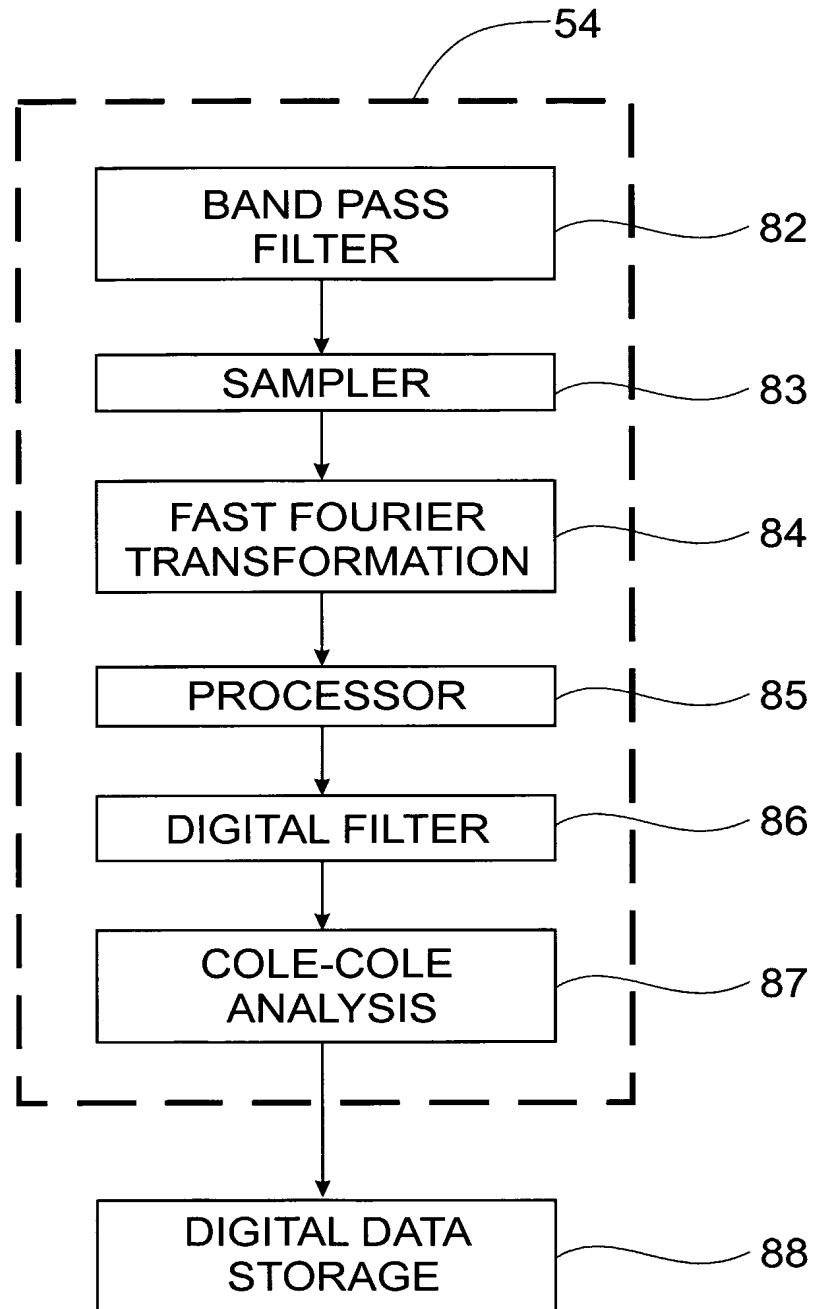 54
BAND PASS
FILTER
82
SAMPLER
83
FAST FOURIER
TRANSFORMATION
84
PROCESSOR
85
DIGITAL FILTER
86
COLE-COLE
ANALYSIS
87
DIGITAL DATA
STORAGE
88